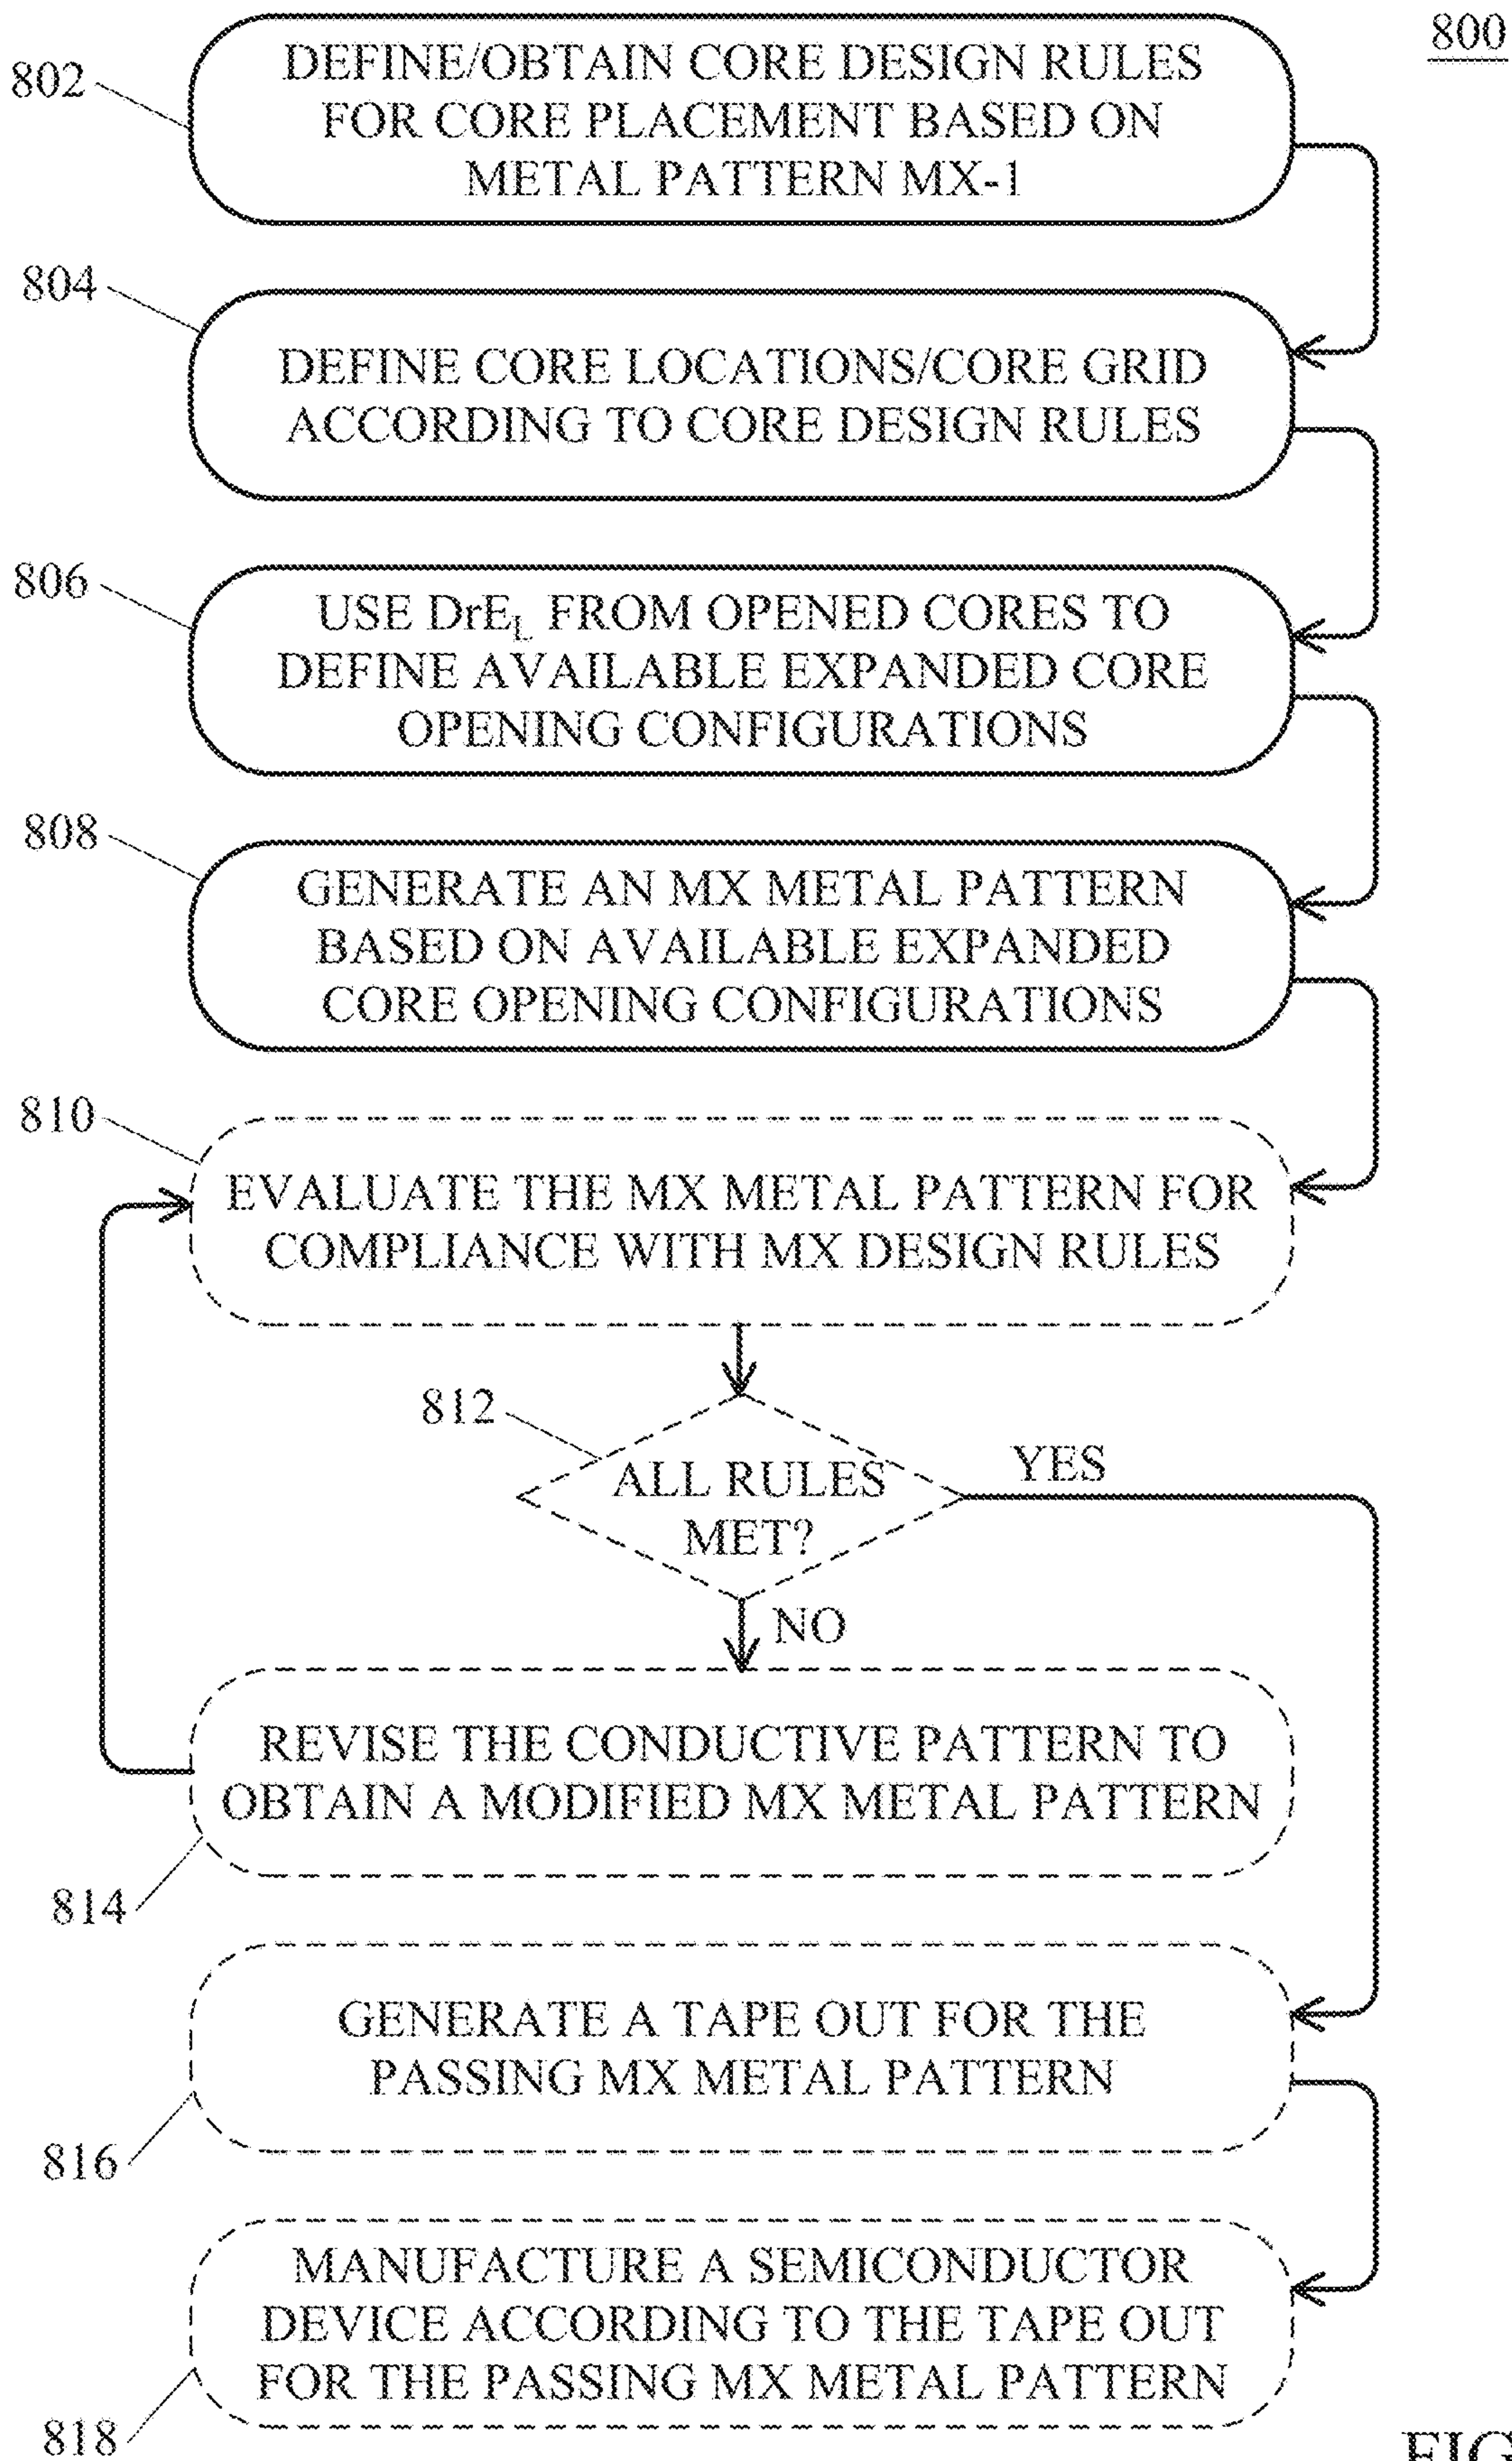 800
802
DEFINE/OBTAIN CORE DESIGN RULES
FOR CORE PLACEMENT BASED ON
METAL PATTERN MX-1
804
DEFINE CORE LOCATIONS/CORE GRID
ACCORDING TO CORE DESIGN RULES
806
USE DrE_L FROM OPENED CORES TO
DEFINE AVAILABLE EXPANDED CORE
OPENING CONFIGURATIONS
808
GENERATE AN MX METAL PATTERN
BASED ON AVAILABLE EXPANDED
CORE OPENING CONFIGURATIONS
810
EVALUATE THE MX METAL PATTERN FOR
COMPLIANCE WITH MX DESIGN RULES
812
ALL RULES
MET?
YES
NO
REVISE THE CONDUCTIVE PATTERN TO
OBTAIN A MODIFIED MX METAL PATTERN
814
GENERATE A TAPE OUT FOR THE
PASSING MX METAL PATTERN
816
MANUFACTURE A SEMICONDUCTOR
DEVICE ACCORDING TO THE TAPE OUT
FOR THE PASSING MX METAL PATTERN
818
FIG